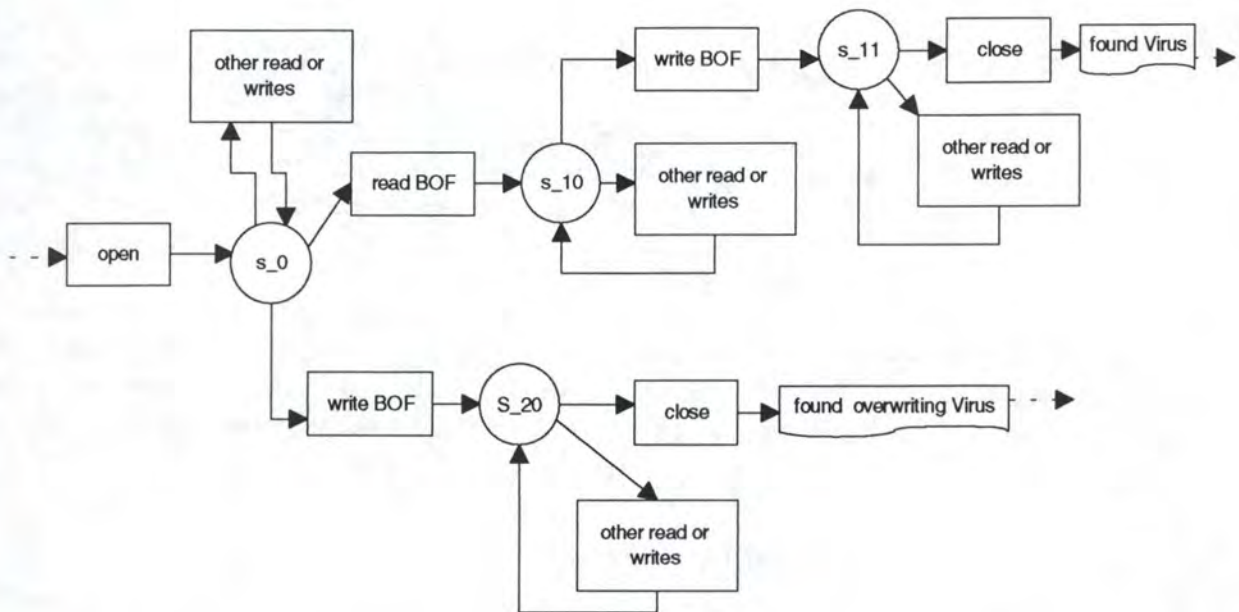 other read or
writes
write BOF
s_11
close
found Virus
other read or
writes
read BOF
s_10
other read or
writes
open
s_0
write BOF
S_20
close
found overwriting Virus
other read or
writes